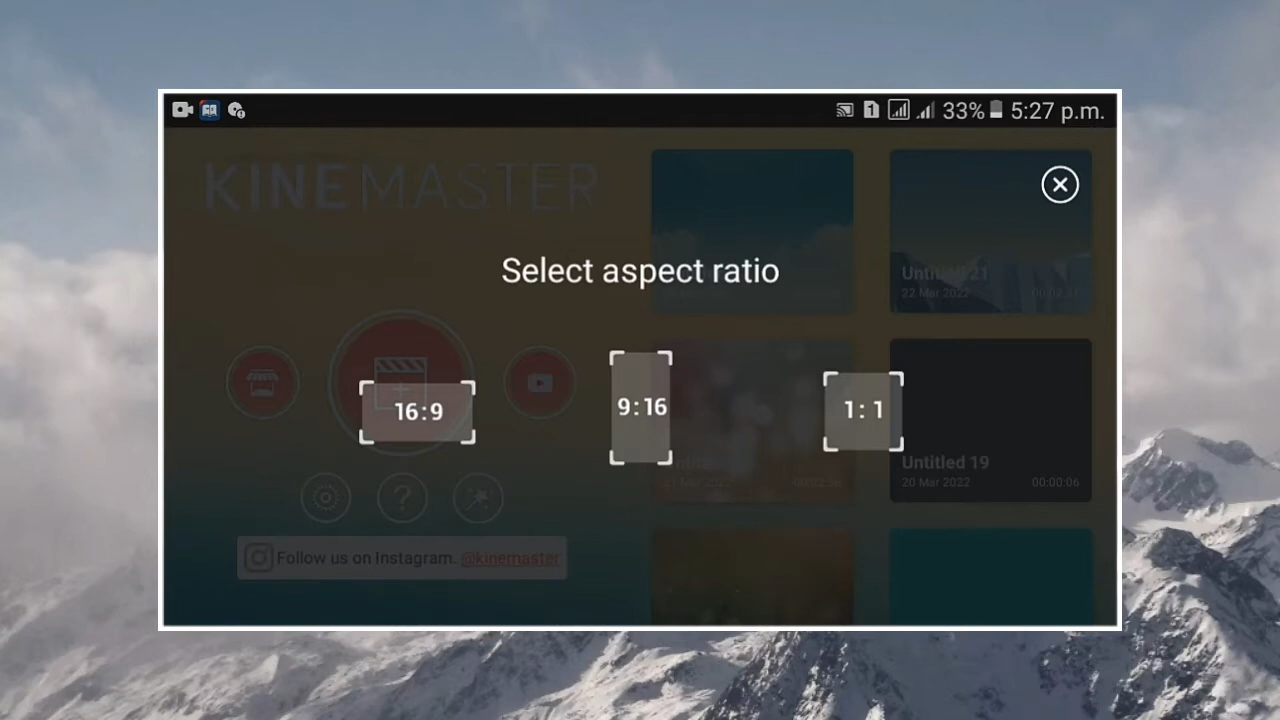 1 33% 5:27 p.m.
KINEMASTER
Select aspect ratio
Untitled 21
22 Mar 2022
16:9
9:16
1:1
Untitled 19
20 Mar 2022 00:00:06
Follow us on Instagram. @kinemaster